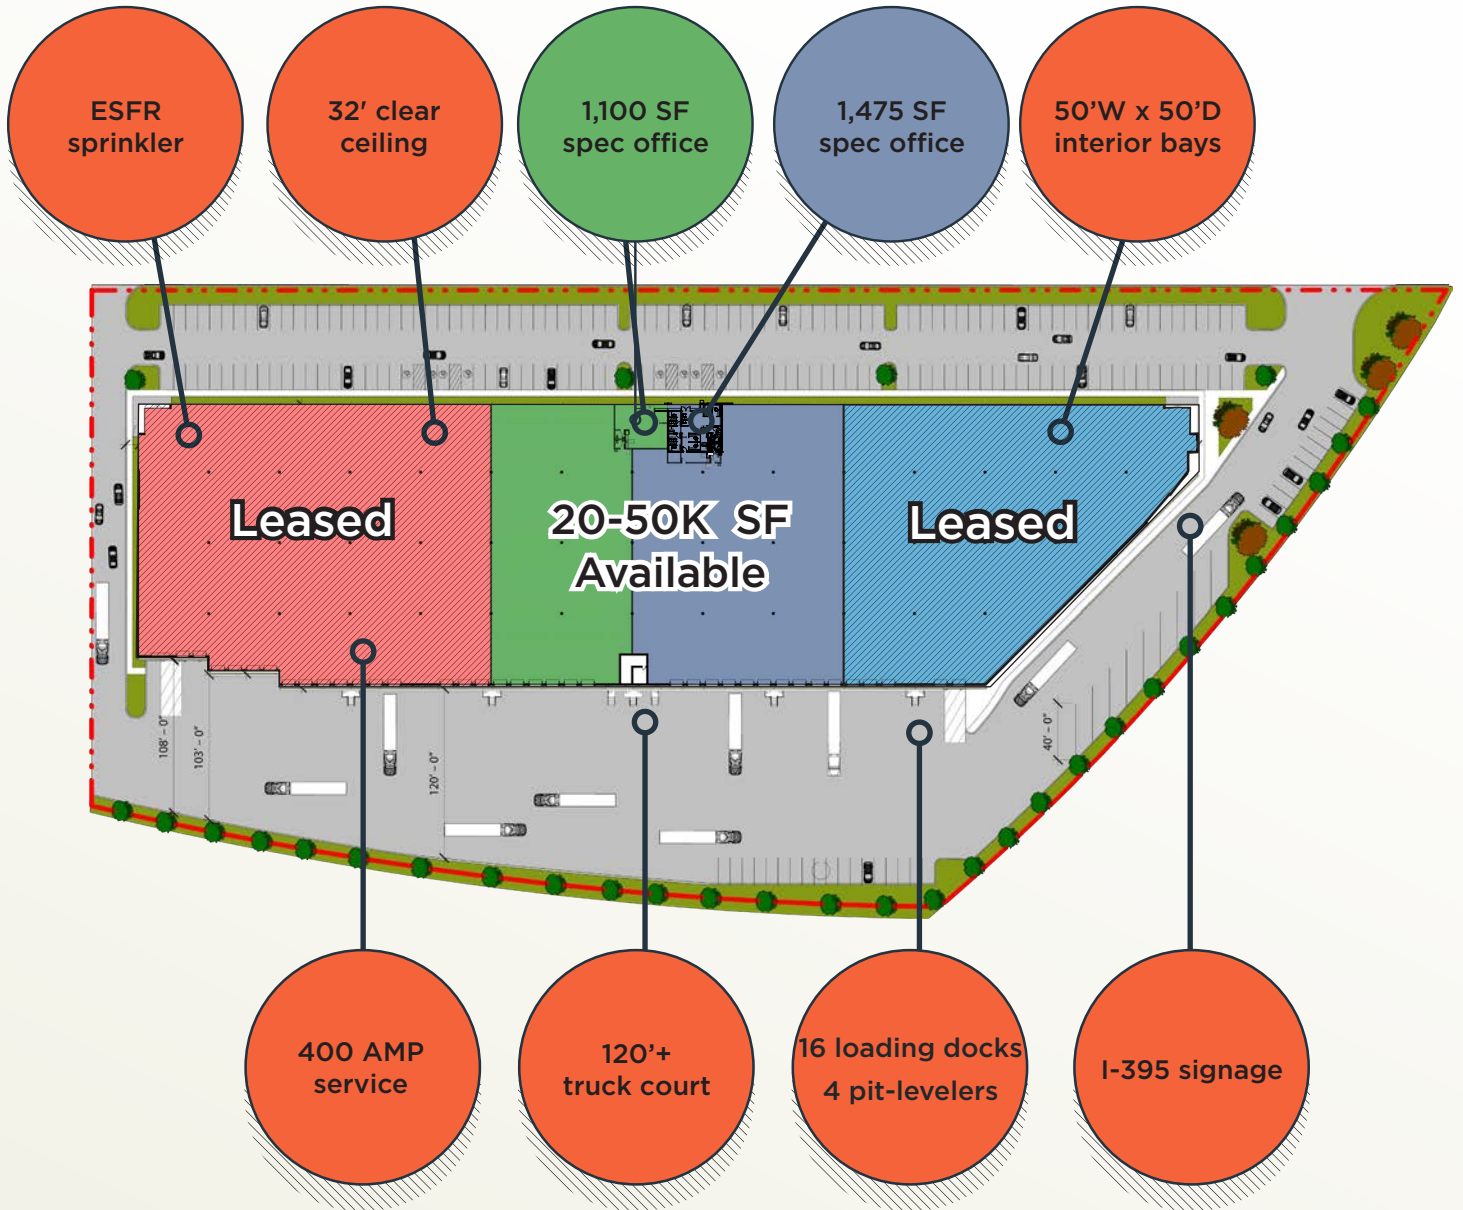 ESFR
sprinkler
32' clear
ceiling
1,100 SF
spec office
1,475 SF
spec office
50'W x 50'D
interior bays
Leased
20-50K SF
Available
Leased
108' - 0"
103' - 0"
120' - 0"
40' - 0"
400 AMP
service
120'+
truck court
16 loading docks
4 pit-levelers
I-395 signage